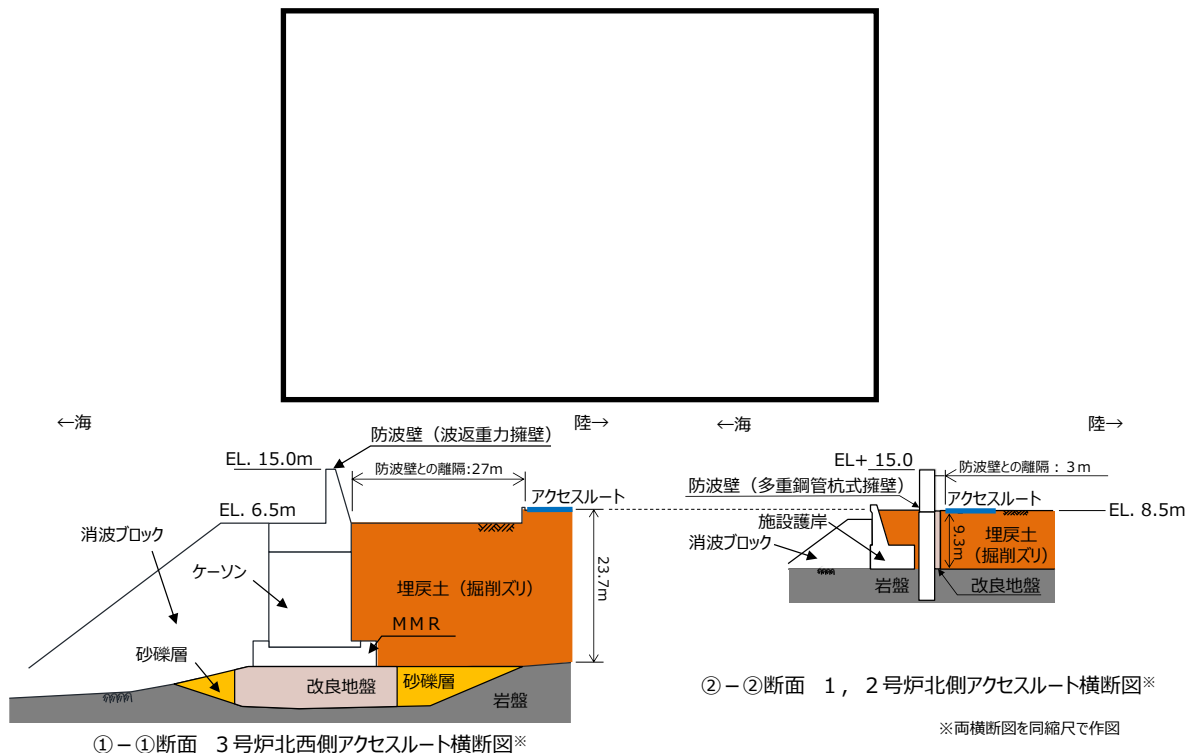 ←海
陸→
防波壁（波返重力擁壁）
EL. 15.0m
防波壁との離隔:27m
アクセスルート
EL. 6.5m
消波ブロック
ケーソン
埋戻土（掘削ズリ）
23.7m
ＭＭＲ
砂礫層
改良地盤
砂礫層
岩盤
①－①断面　３号炉北西側アクセスルート横断図※
←海
陸→
EL+ 15.0
防波壁との離隔：３ｍ
防波壁（多重鋼管杭式擁壁）
アクセスルート
EL. 8.5m
施設護岸
消波ブロック
9.3m
埋戻土
（掘削ズリ）
岩盤
改良地盤
②－②断面　１，２号炉北側アクセスルート横断図※
※両横断図を同縮尺で作図